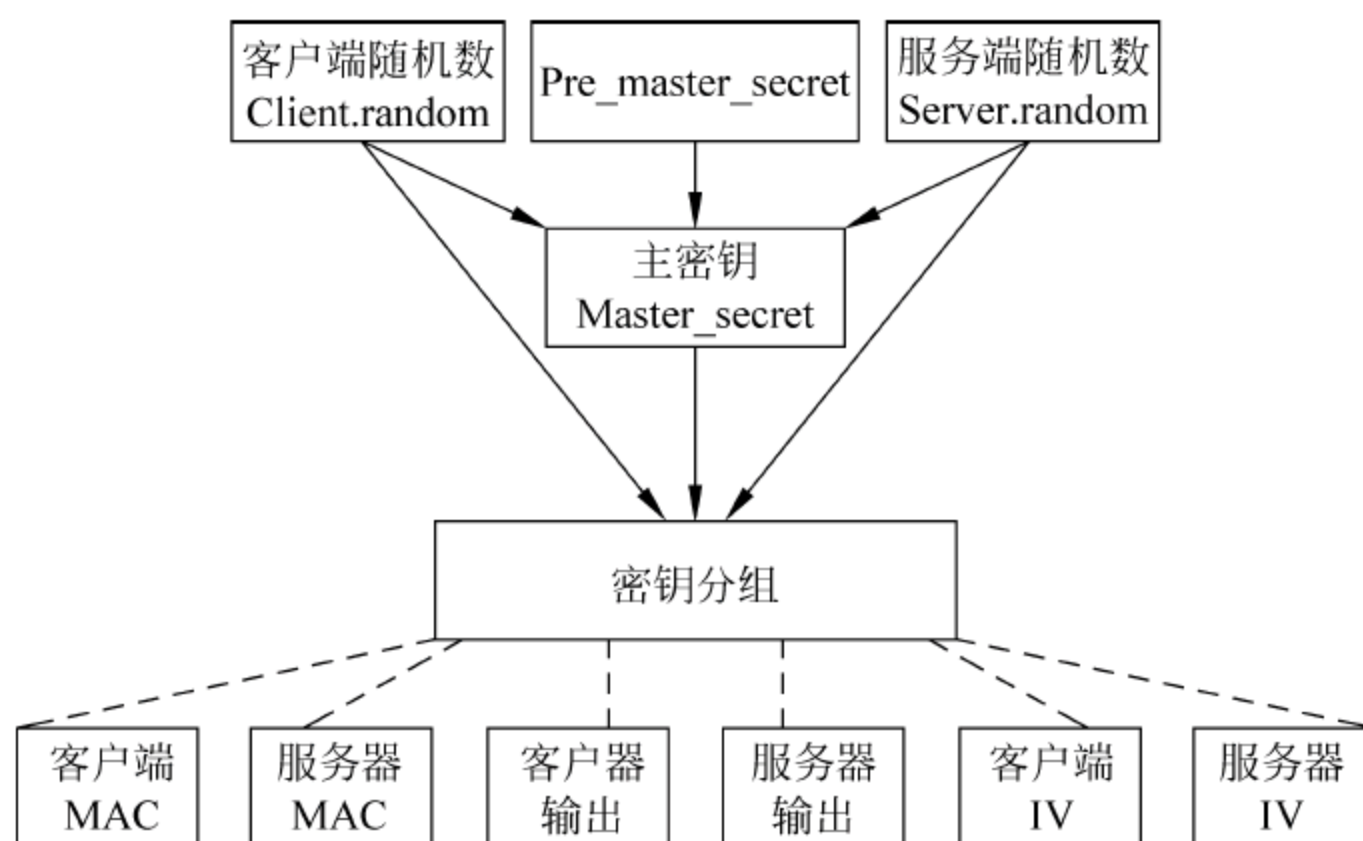 客户端随机数
Client.random
Pre_master_secret
服务端随机数
Server.random
主密钥
Master_secret
密钥分组
客户端
MAC
服务器
MAC
客户器
输出
服务器
输出
客户端
IV
服务器
IV